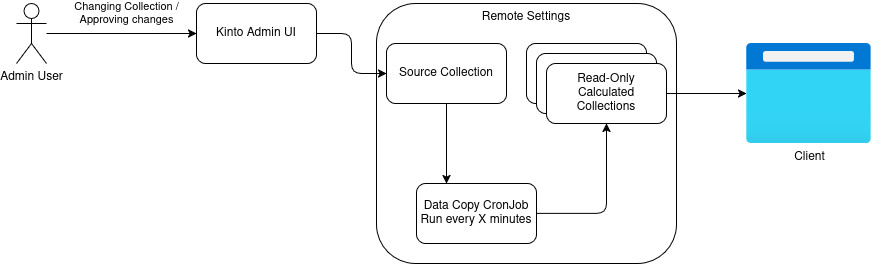 Changing Collection /
Approving changes
Admin User
Kinto Admin UI
Remote Settings
Source Collection
Read-Only
Calculated
Collections
Data Copy CronJob
Run every X minutes
Client